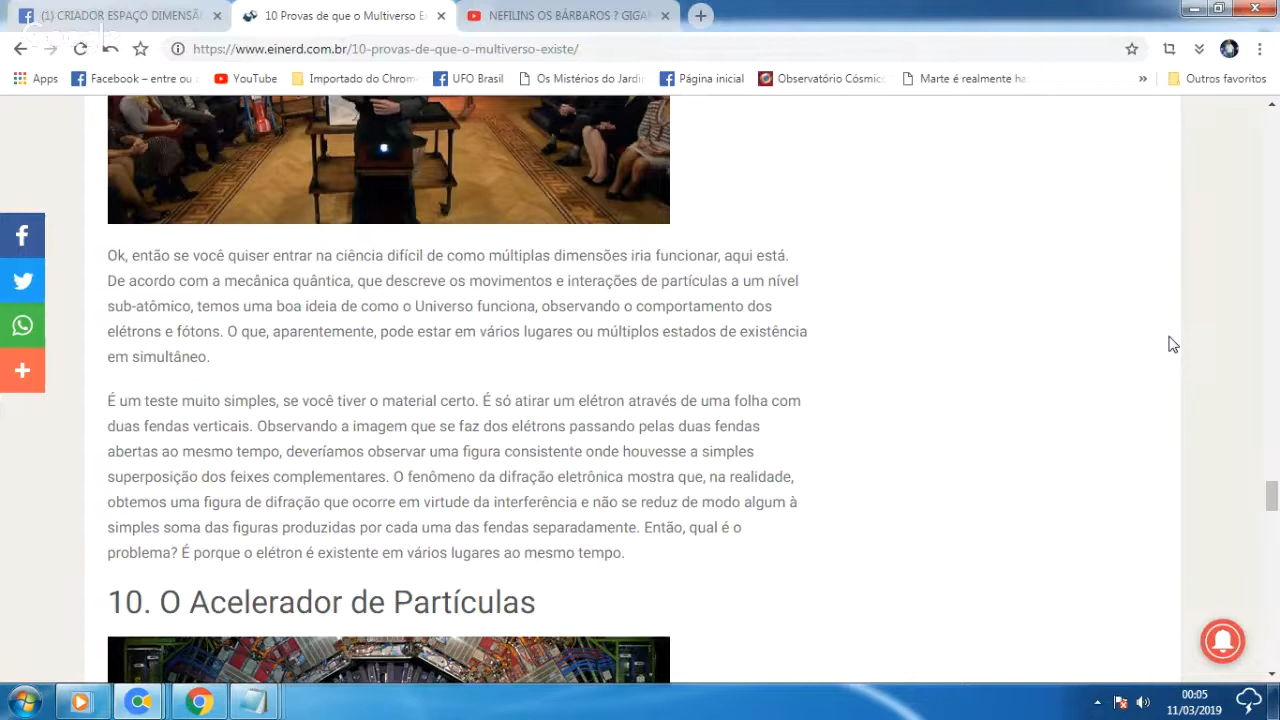 (1) CRIADOR ESPAÇO DIMENSÃ
10 Provas de que o Multiverso E
NEFILINS OS BÁRBAROS ? GIGA
https://www.einerd.com.br/10-provas-de-que-o-multiverso-existe/
Apps
Facebook – entre ou
YouTube
Importado do Chrom
UFO Brasil
Os Mistérios do Jardi
Página inicial
Observatório Cósmic
Marte é realmente ha
»
Outros favoritos
Ok, então se você quiser entrar na ciência difícil de como múltiplas dimensões iria funcionar, aqui está.
De acordo com a mecânica quântica, que descreve os movimentos e interações de partículas a um nível
sub-atômico, temos uma boa ideia de como o Universo funciona, observando o comportamento dos
elétrons e fótons. O que, aparentemente, pode estar em vários lugares ou múltiplos estados de existência
em simultâneo.
É um teste muito simples, se você tiver o material certo. É só atirar um elétron através de uma folha com
duas fendas verticais. Observando a imagem que se faz dos elétrons passando pelas duas fendas
abertas ao mesmo tempo, deveríamos observar uma figura consistente onde houvesse a simples
superposição dos feixes complementares. O fenômeno da difração eletrônica mostra que, na realidade,
obtemos uma figura de difração que ocorre em virtude da interferência e não se reduz de modo algum à
simples soma das figuras produzidas por cada uma das fendas separadamente. Então, qual é o
problema? É porque o elétron é existente em vários lugares ao mesmo tempo.
10. O Acelerador de Partículas
00:05
11/03/2019